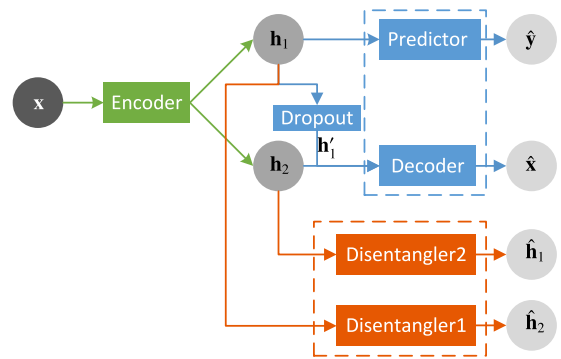 h₁ Predictor ŷ
x Encoder
Dropout
h′₁
h₂ Decoder x̂
Disentangler2 ĥ₁
Disentangler1 ĥ₂